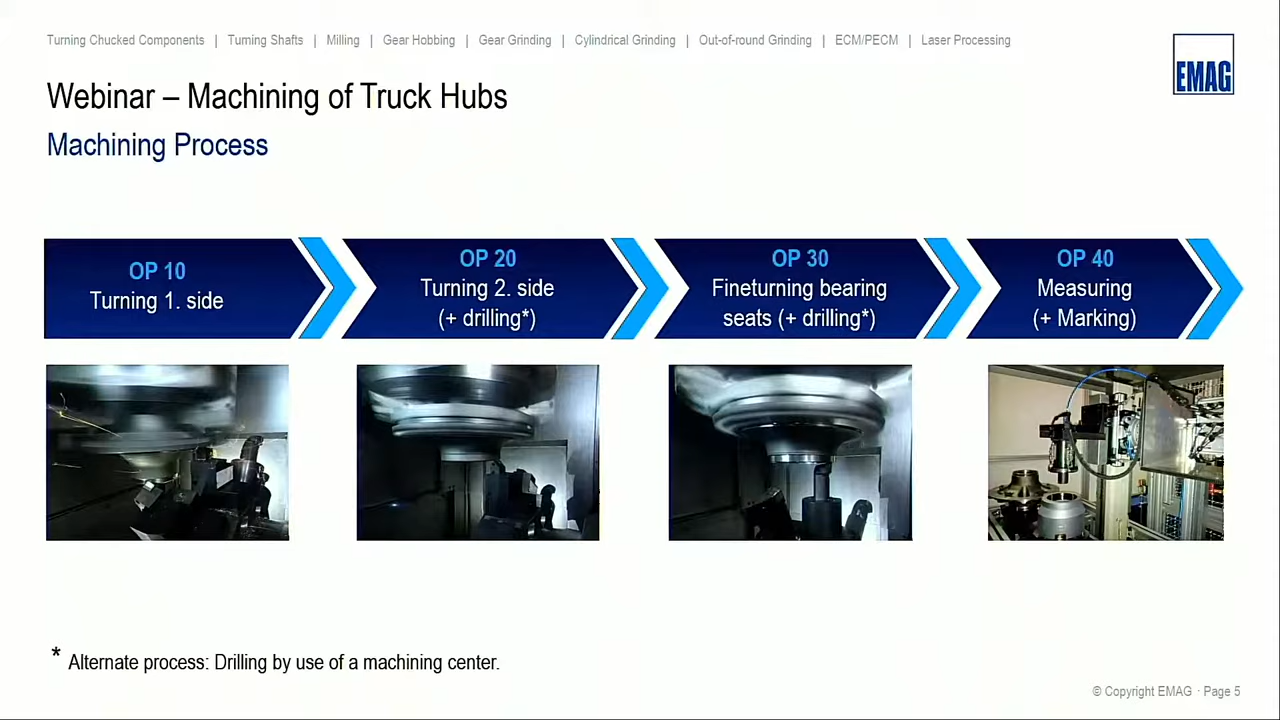 Turning Chucked Components | Turning Shafts | Milling | Gear Hobbing | Gear Grinding | Cylindrical Grinding | Out-of-round Grinding | ECM/PECM | Laser Processing
EMAG
Webinar – Machining of Truck Hubs
Machining Process
OP 10
Turning 1. side
OP 20
Turning 2. side
(+ drilling*)
OP 30
Fineturning bearing
seats (+ drilling*)
OP 40
Measuring
(+ Marking)
* Alternate process: Drilling by use of a machining center.
© Copyright EMAG · Page 5